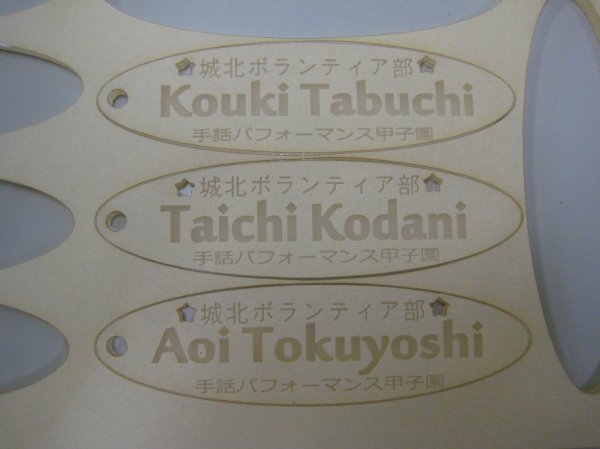 城北ボランティア部
Kouki Tabuchi
手話パフォーマンス甲子園
城北ボランティア部
Taichi Kodani
手話パフォーマンス甲子園
城北ボランティア部
Aoi Tokuyoshi
手話パフォーマンス甲子園